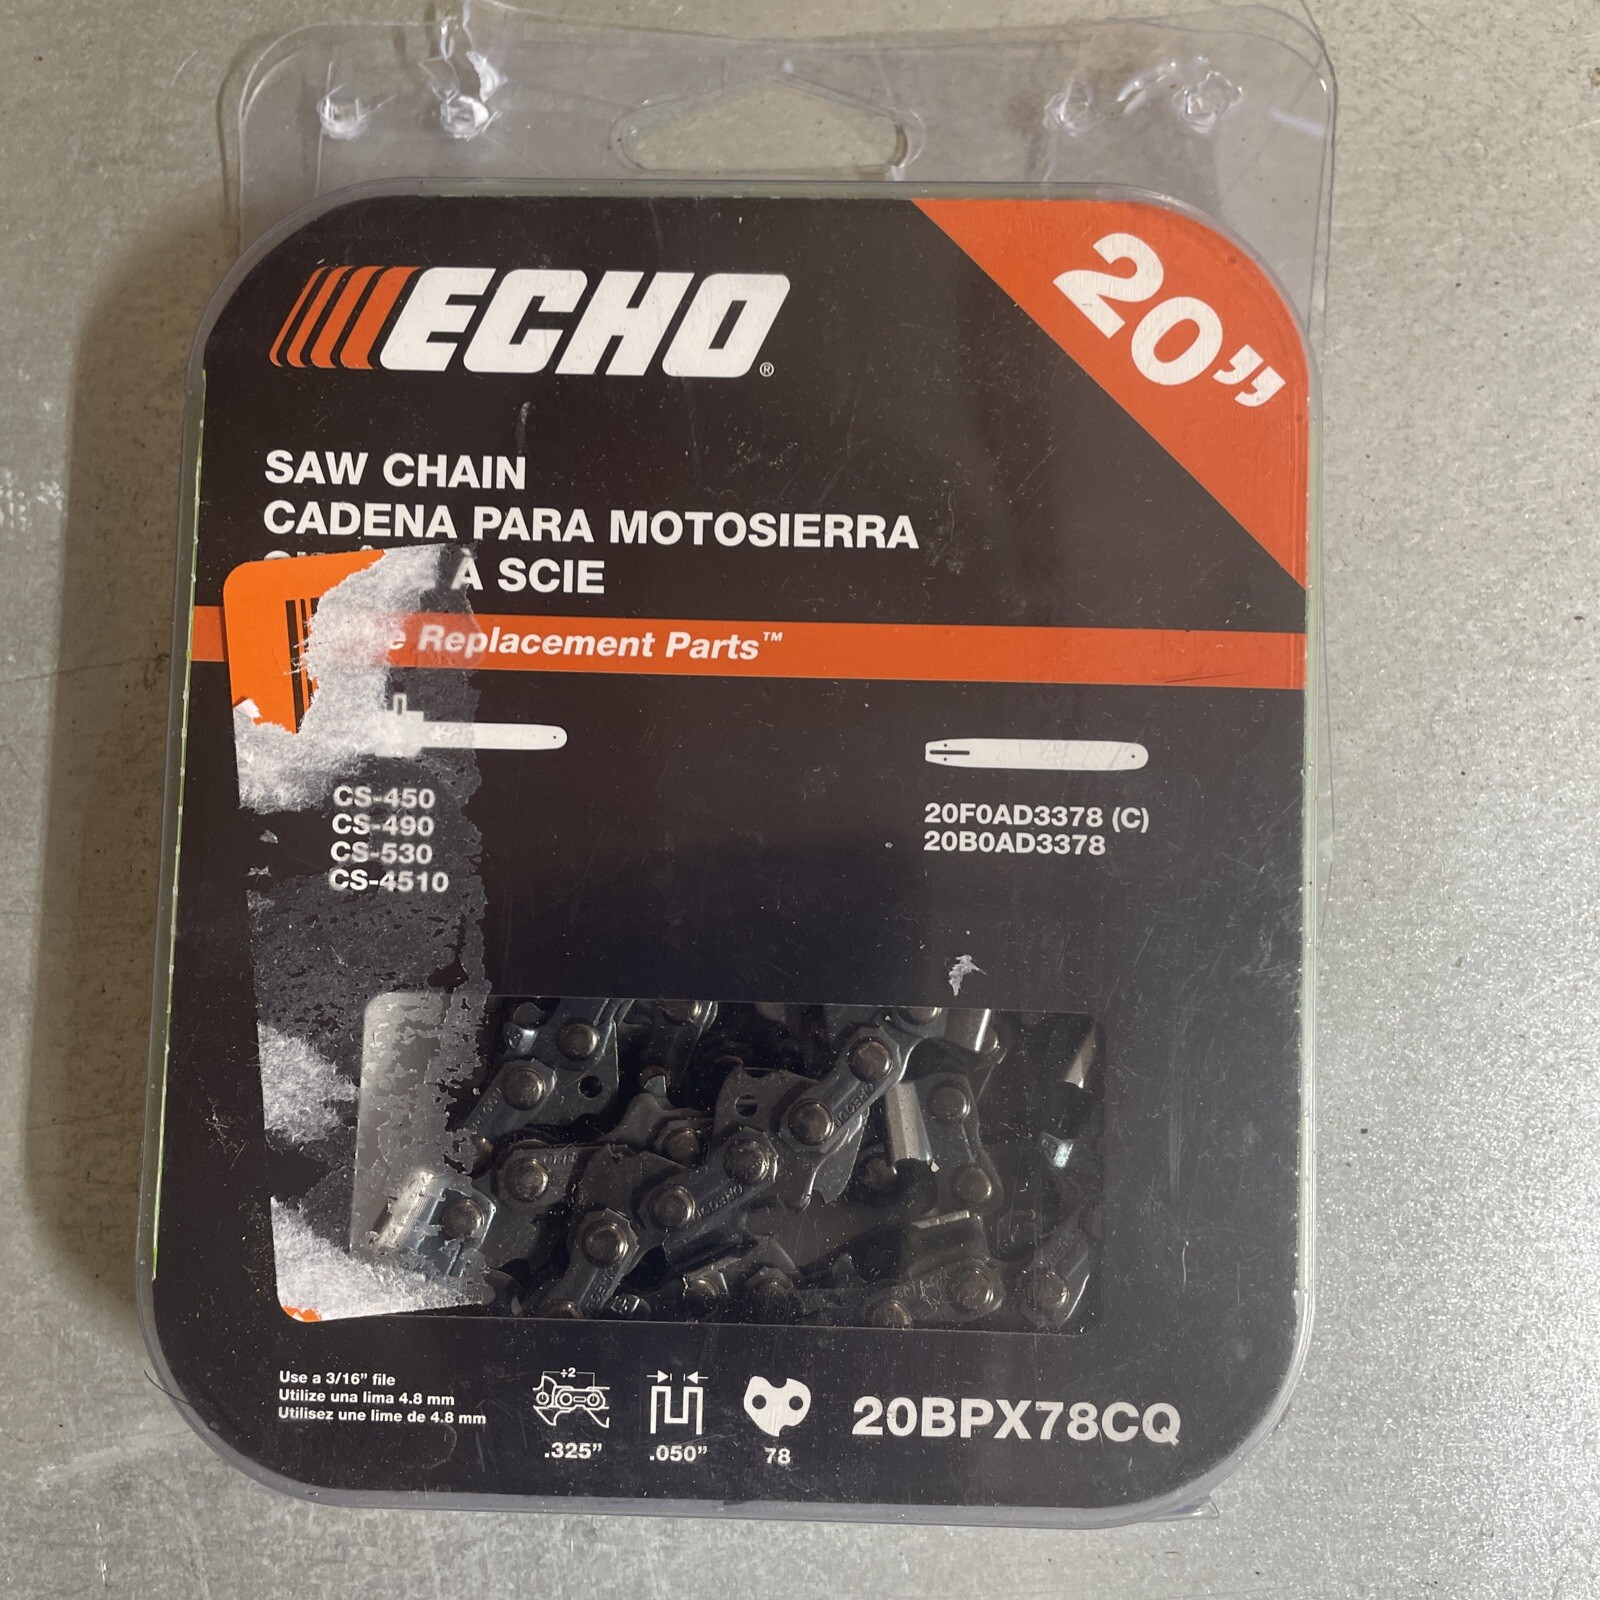 ECHO®
20”
SAW CHAIN
CADENA PARA MOTOSIERRA
À SCIE
Replacement Parts™
CS-450
CS-490
CS-530
CS-4510
20F0AD3378 (C)
20B0AD3378
OREGON
OREGON
Use a 3/16” file
Utilize una lima 4.8 mm
Utilisez une lime de 4.8 mm
÷2
.325”
.050”
78
20BPX78CQ